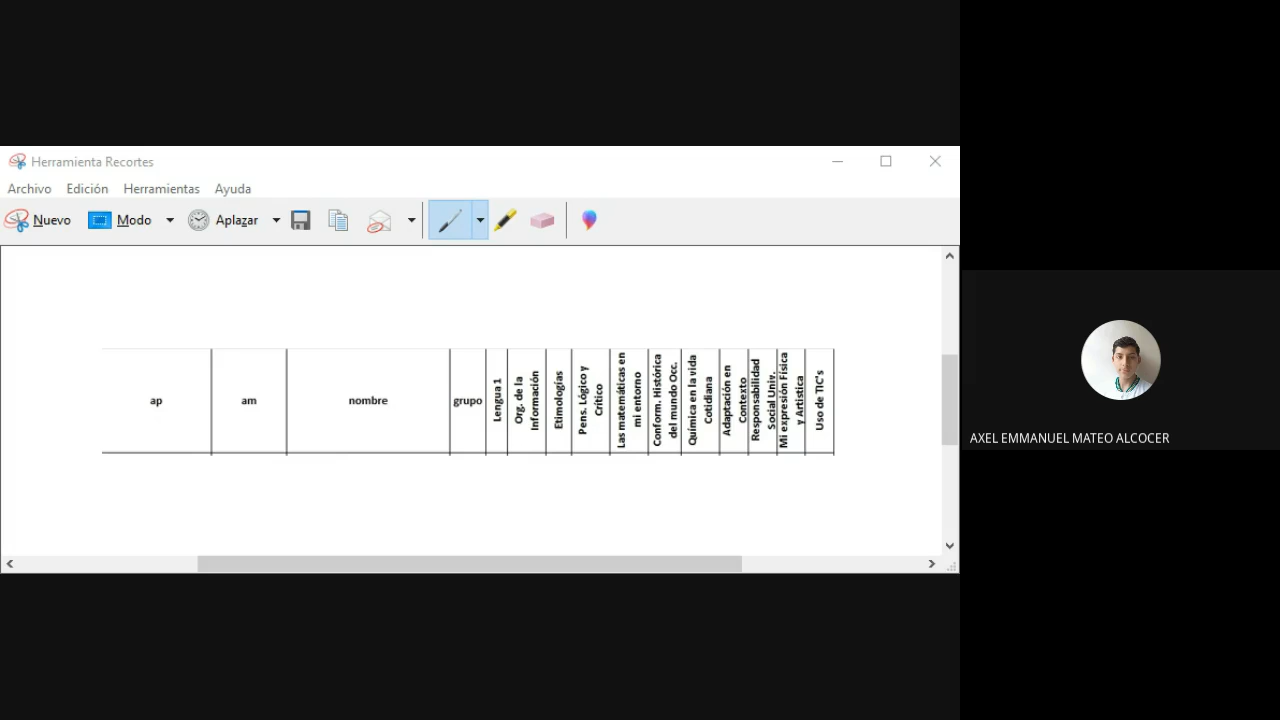 Herramienta Recortes
Archivo Edición Herramientas Ayuda
Nuevo Modo Aplazar
ap
am
nombre
grupo
Lengua 1
Org. de la
Información
Etimologías
Pens. Lógico y
Crítico
Las matemáticas en
mi entorno
Conform. Histórica
del mundo Occ.
Química en la vida
Cotidiana
Adaptación en
Contexto
Responsabilidad
Social Univ.
Mi expresión Física
y Artistica
Uso de TIC's
AXEL EMMANUEL MATEO ALCOCER